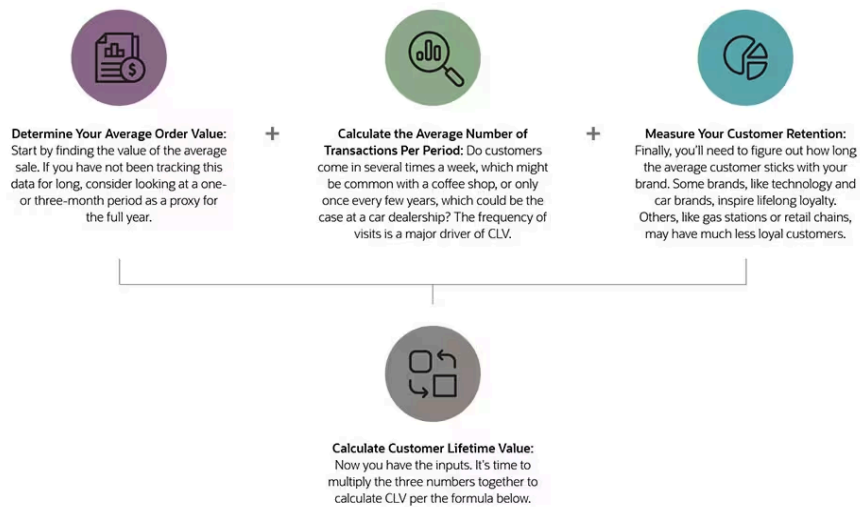 Determine Your Average Order Value:
Start by finding the value of the average
sale. If you have not been tracking this
data for long, consider looking at a one-
or three-month period as a proxy for
the full year.
+
Calculate the Average Number of
Transactions Per Period: Do customers
come in several times a week, which might
be common with a coffee shop, or only
once every few years, which could be the
case at a car dealership? The frequency of
visits is a major driver of CLV.
+
Measure Your Customer Retention:
Finally, you'll need to figure out how long
the average customer sticks with your
brand. Some brands, like technology and
car brands, inspire lifelong loyalty.
Others, like gas stations or retail chains,
may have much less loyal customers.
Calculate Customer Lifetime Value:
Now you have the inputs. It's time to
multiply the three numbers together to
calculate CLV per the formula below.